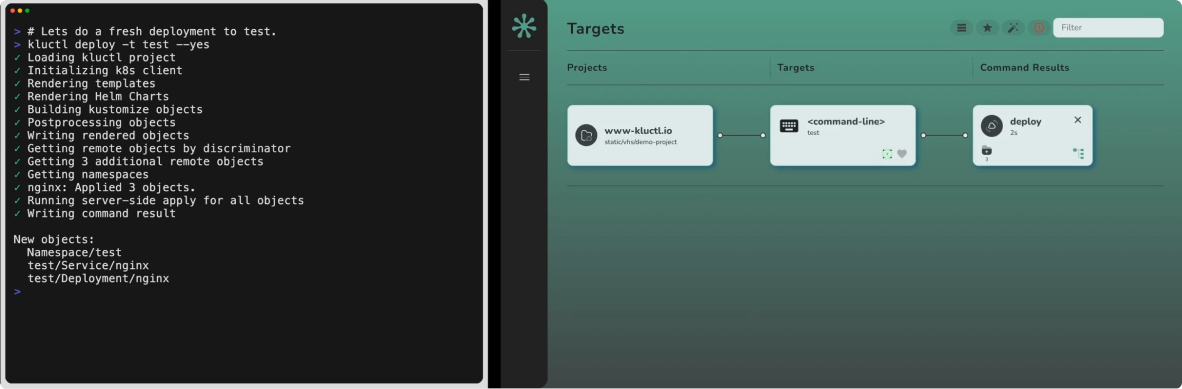 > # Lets do a fresh deployment to test.
> kluctl deploy -t test --yes
✓ Loading kluctl project
✓ Initializing k8s client
✓ Rendering templates
✓ Rendering Helm Charts
✓ Building kustomize objects
✓ Postprocessing objects
✓ Writing rendered objects
✓ Getting remote objects by discriminator
✓ Getting 3 additional remote objects
✓ Getting namespaces
✓ nginx: Applied 3 objects.
✓ Running server-side apply for all objects
✓ Writing command result
New objects:
Namespace/test
test/Service/nginx
test/Deployment/nginx
>
Targets
Filter
Projects
Targets
Command Results
www-kluctl.io
static/vhs/demo-project
<command-line>
test
deploy
2s
3